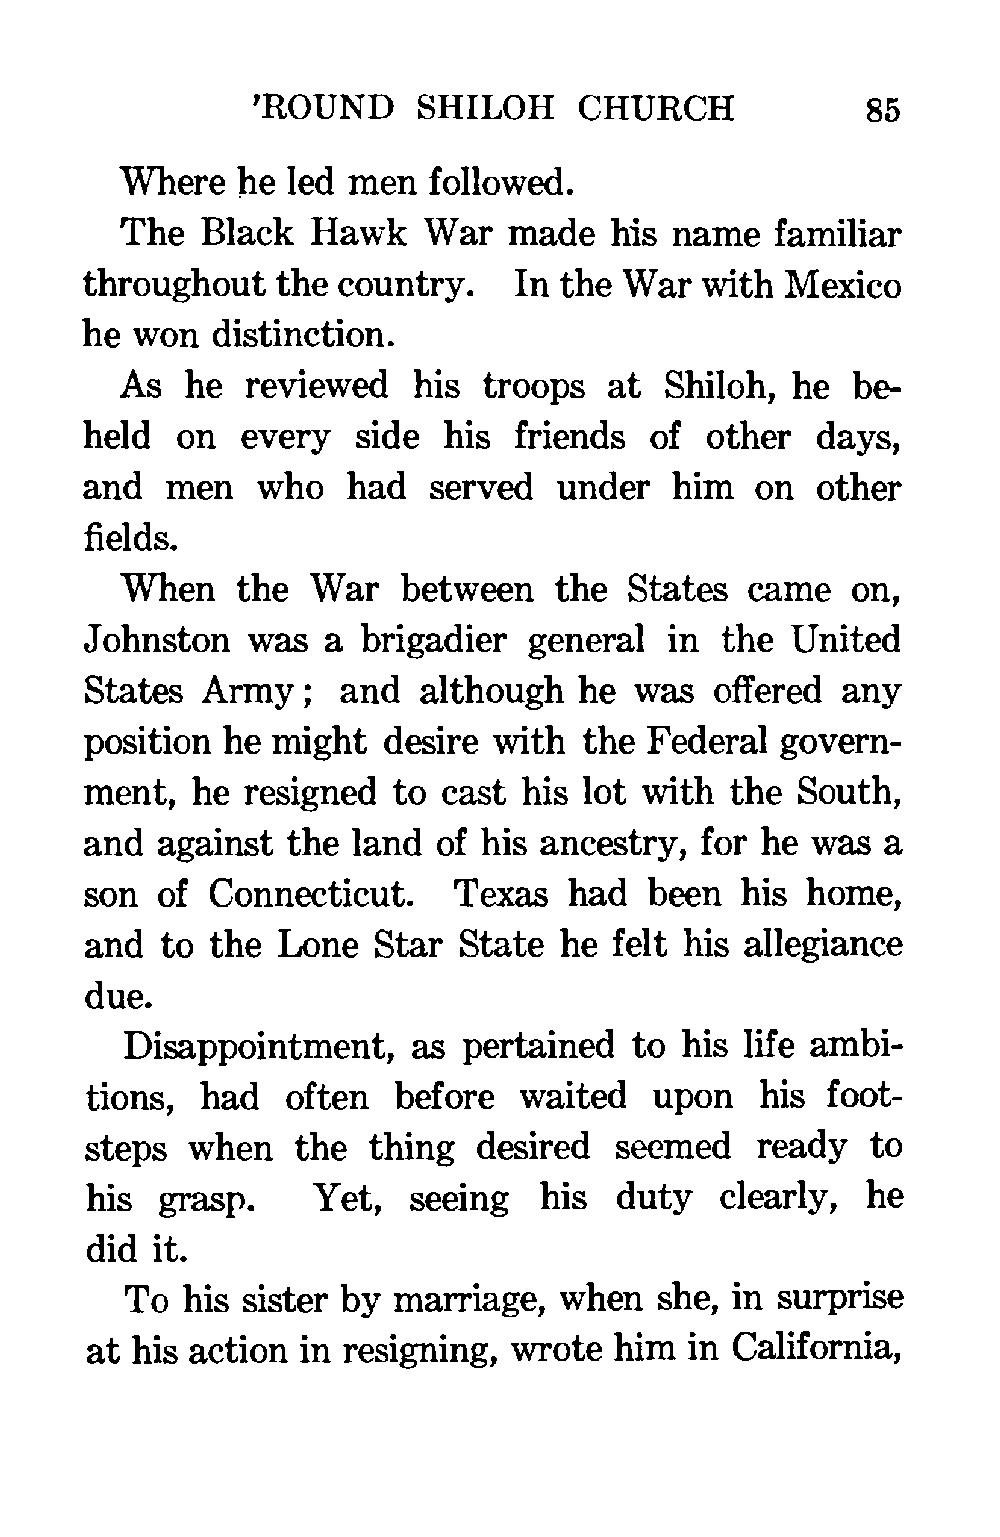 'ROUND SHILOH CHURCH 85
Where he led men followed.
The Black Hawk War made his name familiar
throughout the country. In the War with Mexico
he won distinction.
As he reviewed his troops at Shiloh, he be-
held on every side his friends of other days,
and men who had served under him on other
fields.
When the War between the States came on,
Johnston was a brigadier general in the United
States Army; and although he was offered any
position he might desire with the Federal govern-
ment, he resigned to cast his lot with the South,
and against the land of his ancestry, for he was a
son of Connecticut. Texas had been his home,
and to the Lone Star State he felt his allegiance
due.
Disappointment, as pertained to his life ambi-
tions, had often before waited upon his foot-
steps when the thing desired seemed ready to
his grasp. Yet, seeing his duty clearly, he
did it.
To his sister by marriage, when she, in surprise
at his action in resigning, wrote him in California,